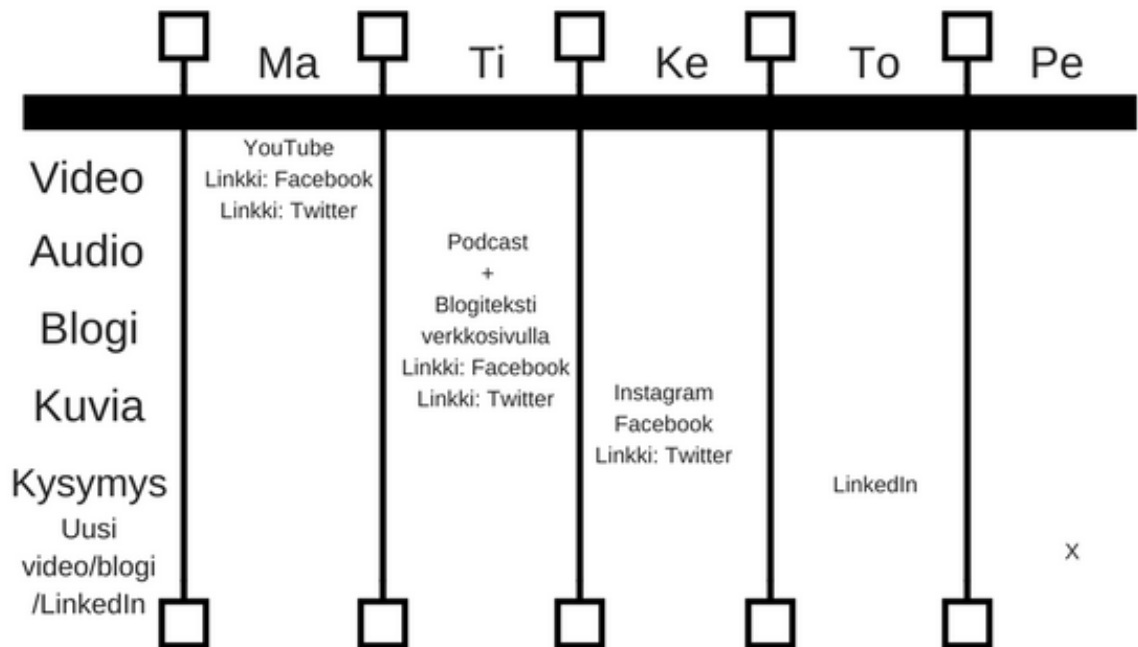 Ma Ti Ke To Pe
Video
YouTube
Linkki: Facebook
Linkki: Twitter
Audio
Blogi
Podcast
+
Blogiteksti
verkkosivulla
Linkki: Facebook
Linkki: Twitter
Kuvia
Instagram
Facebook
Linkki: Twitter
Kysymys
LinkedIn
Uusi
video/blogi
/LinkedIn
x